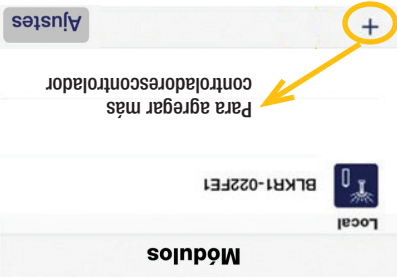 Módulos
Local
BLKR1-022FE1
Para agregar más
controladorescontrolador
+
Ajustes